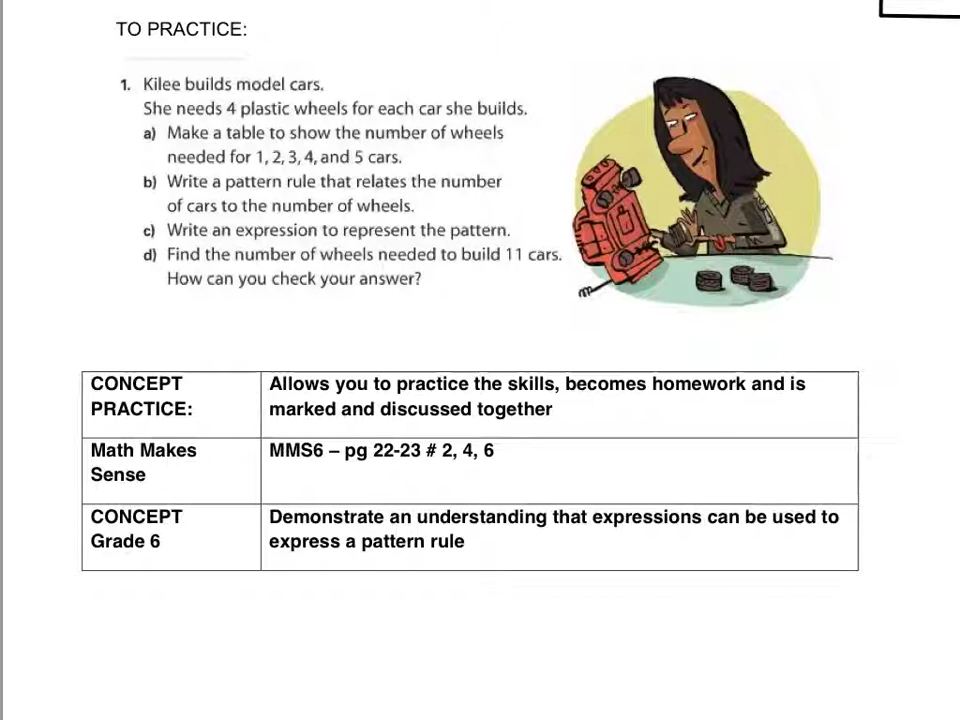 TO PRACTICE:
1. Kilee builds model cars.
She needs 4 plastic wheels for each car she builds.
a) Make a table to show the number of wheels
needed for 1, 2, 3, 4, and 5 cars.
b) Write a pattern rule that relates the number
of cars to the number of wheels.
c) Write an expression to represent the pattern.
d) Find the number of wheels needed to build 11 cars.
How can you check your answer?
CONCEPT
PRACTICE:
Allows you to practice the skills, becomes homework and is
marked and discussed together
Math Makes
Sense
MMS6 – pg 22-23 # 2, 4, 6
CONCEPT
Grade 6
Demonstrate an understanding that expressions can be used to
express a pattern rule